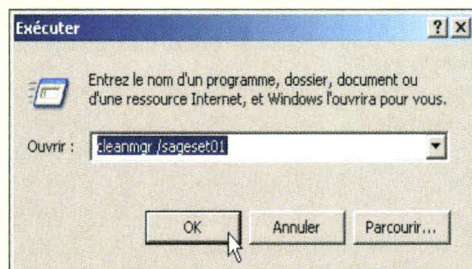 Exécuter
Entrez le nom d'un programme, dossier, document ou
d'une ressource Internet, et Windows l'ouvrira pour vous.
Ouvrir : cleanmgr /sageset01
OK Annuler Parcourir...